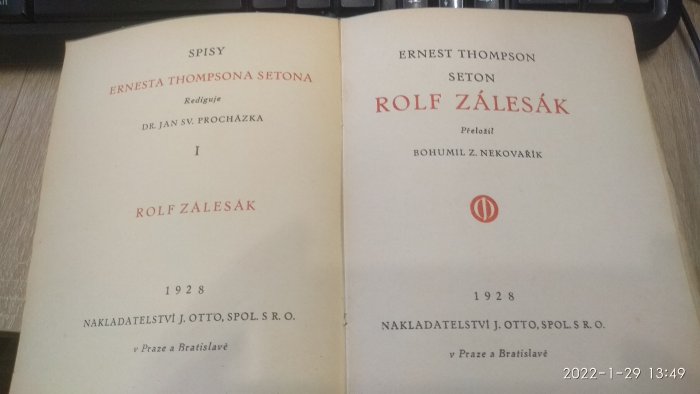 SPISY
ERNESTA THOMPSONA SETONA
Rediguje
DR. JAN SV. PROCHÁZKA
I
ROLF ZÁLESÁK
1928
NAKLADATELSTVÍ J. OTTO, SPOL. S R. O.
v Praze a Bratislavě
ERNEST THOMPSON
SETON
ROLF ZÁLESÁK
Přeložil
BOHUMIL Z. NEKOVAŘÍK
1928
NAKLADATELSTVÍ J. OTTO, SPOL. S R. O.
v Praze a Bratislavě
2022-1-29 13:49